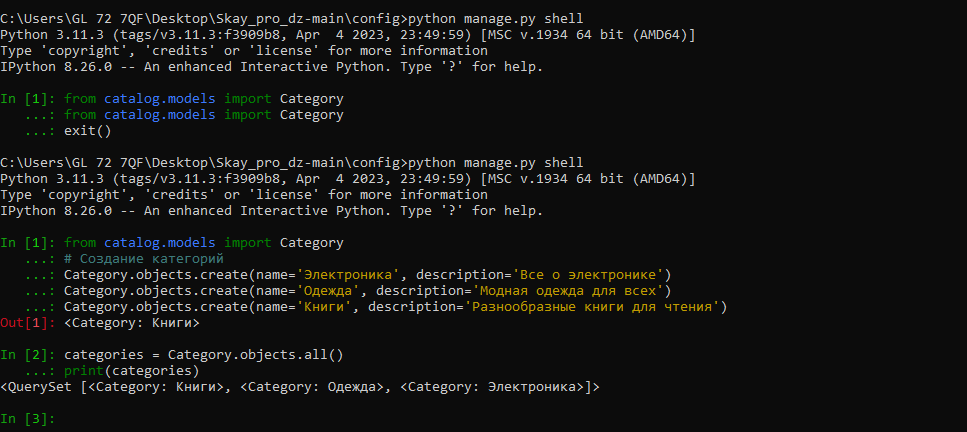 C:\Users\GL 72 7QF\Desktop\Skay_pro_dz-main\config>python manage.py shell
Python 3.11.3 (tags/v3.11.3:f3909b8, Apr  4 2023, 23:49:59) [MSC v.1934 64 bit (AMD64)]
Type 'copyright', 'credits' or 'license' for more information
IPython 8.26.0 -- An enhanced Interactive Python. Type '?' for help.
In [1]: from catalog.models import Category
   ...: from catalog.models import Category
   ...: exit()
C:\Users\GL 72 7QF\Desktop\Skay_pro_dz-main\config>python manage.py shell
Python 3.11.3 (tags/v3.11.3:f3909b8, Apr  4 2023, 23:49:59) [MSC v.1934 64 bit (AMD64)]
Type 'copyright', 'credits' or 'license' for more information
IPython 8.26.0 -- An enhanced Interactive Python. Type '?' for help.
In [1]: from catalog.models import Category
   ...: # Создание категорий
   ...: Category.objects.create(name='Электроника', description='Все о электронике')
   ...: Category.objects.create(name='Одежда', description='Модная одежда для всех')
   ...: Category.objects.create(name='Книги', description='Разнообразные книги для чтения')
Out[1]: <Category: Книги>
In [2]: categories = Category.objects.all()
   ...: print(categories)
<QuerySet [<Category: Книги>, <Category: Одежда>, <Category: Электроника>]>
In [3]: